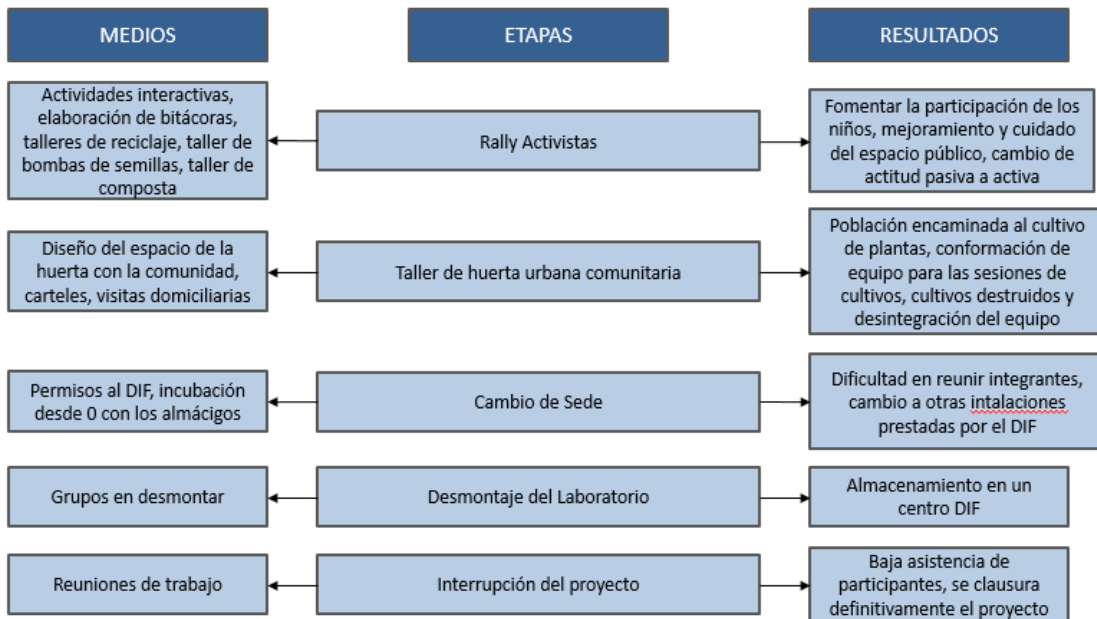 MEDIOS
ETAPAS
RESULTADOS
Actividades interactivas,
elaboración de bitácoras,
talleres de reciclaje, taller de
bombas de semillas, taller de
composta
Rally Activistas
Fomentar la participación de los
niños, mejoramiento y cuidado
del espacio público, cambio de
actitud pasiva a activa
Diseño del espacio de la
huerta con la comunidad,
carteles, visitas domiciliarias
Taller de huerta urbana comunitaria
Población encaminada al cultivo
de plantas, conformación de
equipo para las sesiones de
cultivos, cultivos destruidos y
desintegración del equipo
Permisos al DIF, incubación
desde 0 con los almácigos
Cambio de Sede
Dificultad en reunir integrantes,
cambio a otras intalaciones
prestadas por el DIF
Grupos en desmontar
Desmontaje del Laboratorio
Almacenamiento en un
centro DIF
Reuniones de trabajo
Interrupción del proyecto
Baja asistencia de
participantes, se clausura
definitivamente el proyecto